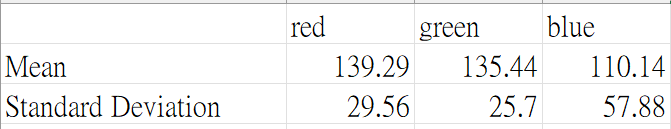 red green blue
Mean 139.29 135.44 110.14
Standard Deviation 29.56 25.7 57.88